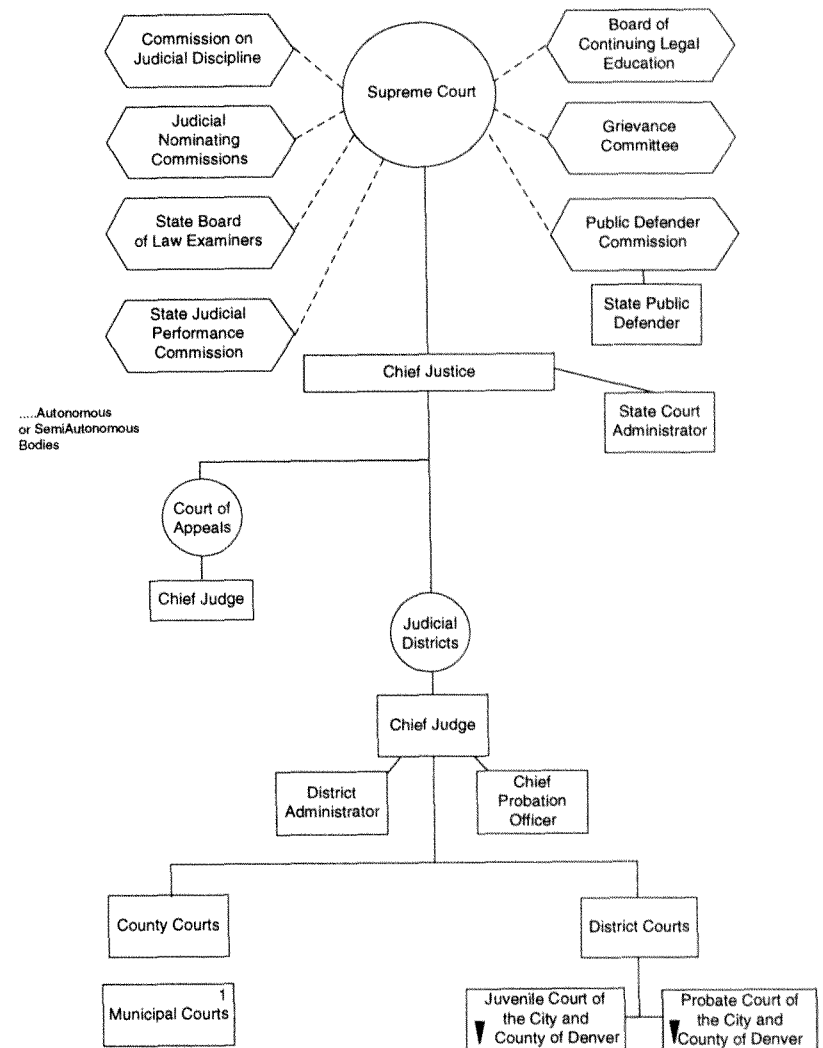 Commission on
Judicial Discipline
Judicial
Nominating
Commissions
State Board
of Law Examiners
State Judicial
Performance
Commission
Supreme Court
Board of
Continuing Legal
Education
Grievance
Committee
Public Defender
Commission
State Public
Defender
Chief Justice
State Court
Administrator
.....Autonomous
or SemiAutonomous
Bodies
Court of
Appeals
Chief Judge
Judicial
Districts
Chief Judge
District
Administrator
Chief
Probation
Officer
County Courts
District Courts
1
Municipal Courts
Juvenile Court of
the City and
County of Denver
Probate Court of
the City and
County of Denver